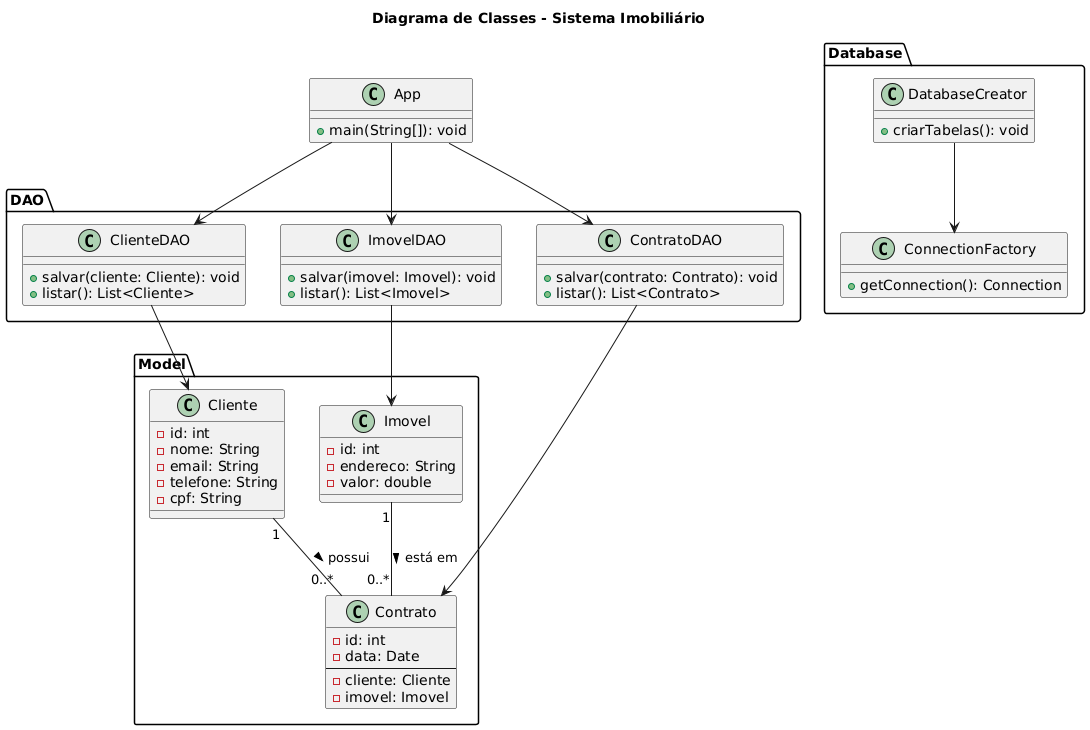 Diagrama de Classes - Sistema Imobiliário
Database
C App
+ main(String[]): void
C DatabaseCreator
+ criarTabelas(): void
DAO
C ClienteDAO
salvar(cliente: Cliente): void
listar(): List<Cliente>
C ImovelDAO
salvar(imovel: Imovel): void
listar(): List<Imovel>
C ContratoDAO
salvar(contrato: Contrato): void
listar(): List<Contrato>
C ConnectionFactory
getConnection(): Connection
Model
C Cliente
id: int
nome: String
email: String
telefone: String
cpf: String
C Imovel
id: int
endereco: String
valor: double
1
possui
0..*
1
está em
0..*
C Contrato
id: int
data: Date
cliente: Cliente
imovel: Imovel